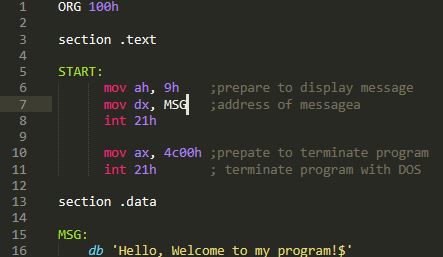 1 ORG 100h
2
3 section .text
4
5 START:
6 mov ah, 9h ;prepare to display message
7 mov dx, MSG ;address of messagea
8 int 21h
9
10 mov ax, 4c00h ;prepate to terminate program
11 int 21h ; terminate program with DOS
12
13 section .data
14
15 MSG:
16 db 'Hello, Welcome to my program!$'